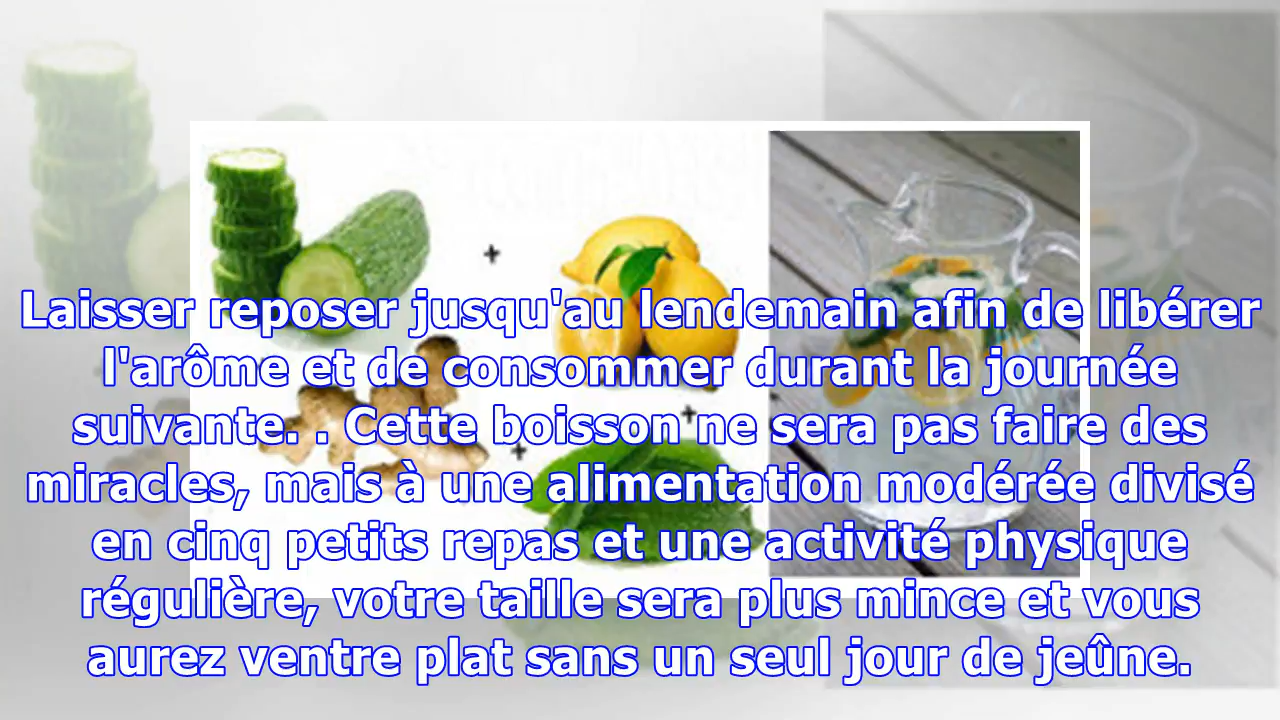 Laisser reposer jusqu'au lendemain afin de libérer
l'arôme et de consommer durant la journée
suivante. . Cette boisson ne sera pas faire des
miracles, mais à une alimentation modérée divisé
en cinq petits repas et une activité physique
régulière, votre taille sera plus mince et vous
aurez ventre plat sans un seul jour de jeûne.